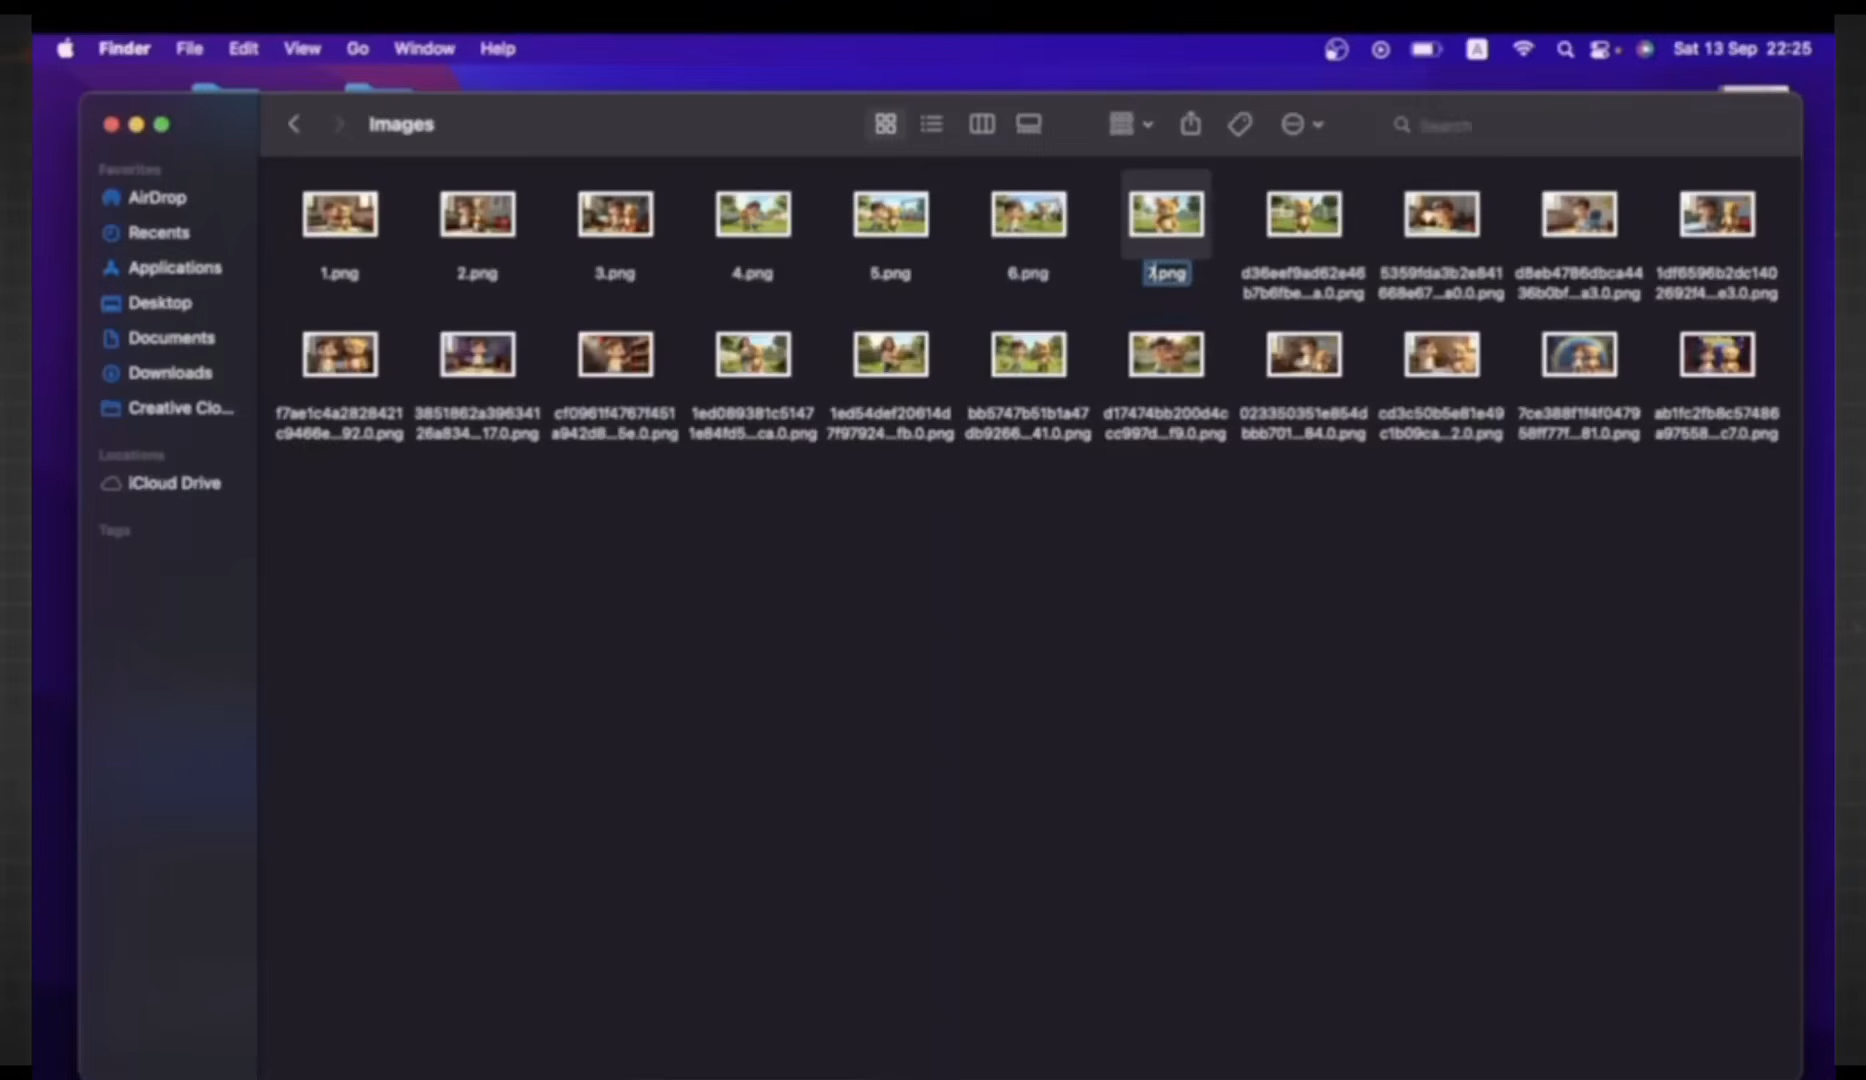 Finder File Edit View Go Window Help
A
Sat 13 Sep 22:25
Images
Search
Favorites
AirDrop
Recents
Applications
Desktop
Documents
Downloads
Creative Clo...
Locations
iCloud Drive
Tags
1.png
2.png
3.png
4.png
5.png
6.png
7.png
d36eef9ad62e46
b7b6fbe...a.0.png
5359fda3b2e841
668e67...a0.0.png
d8eb4786dbca44
36b0bf...a3.0.png
1df6596b2dc140
2692f4...e3.0.png
f7ae1c4a2828421
c9466e...92.0.png
3851862a396341
26a834...17.0.png
cf0961f4767f451
a942d8...5e.0.png
1ed089381c5147
1e84fd5...ca.0.png
1ed54def20614d
7f97924...fb.0.png
bb5747b51b1a47
db9266...41.0.png
d17474bb200d4c
cc997d...f9.0.png
023350351e854d
bbb701...84.0.png
cd3c50b5e81e49
c1b09ca...2.0.png
7ce388f1f4f0479
58ff77f...81.0.png
ab1fc2fb8c57486
a97558...c7.0.png